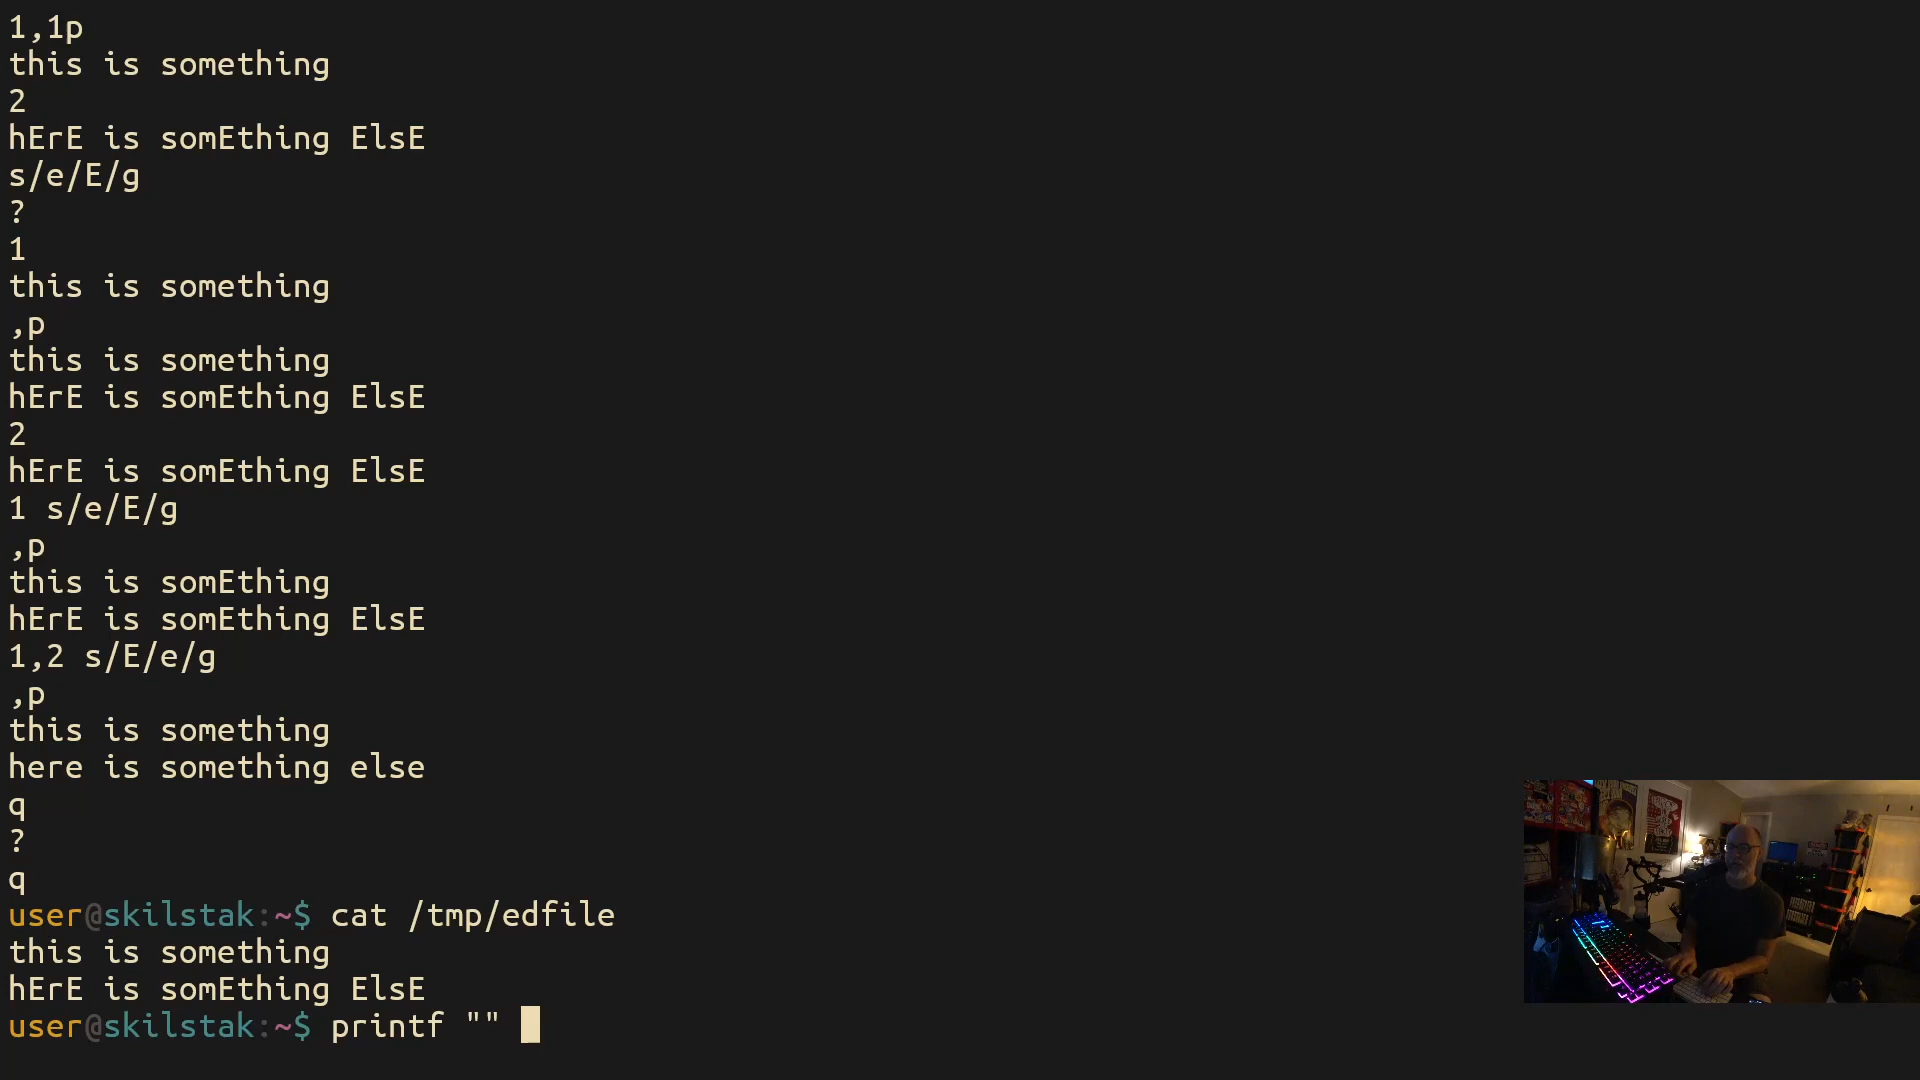 1,1p
this is something
2
hErE is somEthing ElsE
s/e/E/g
?
1
this is something
,p
this is something
hErE is somEthing ElsE
2
hErE is somEthing ElsE
1 s/e/E/g
,p
this is somEthing
hErE is somEthing ElsE
1,2 s/E/e/g
,p
this is something
here is something else
q
?
q
user@skilstak:~$ cat /tmp/edfile
this is something
hErE is somEthing ElsE
user@skilstak:~$ printf ""